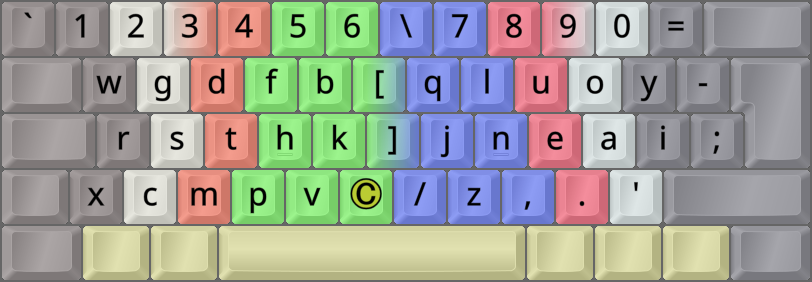 ` 1 2 3 4 5 6 \ 7 8 9 0 =
w g d f b [ q l u o y -
r s t h k ] j n e a i ;
x c m p v © / z , . '